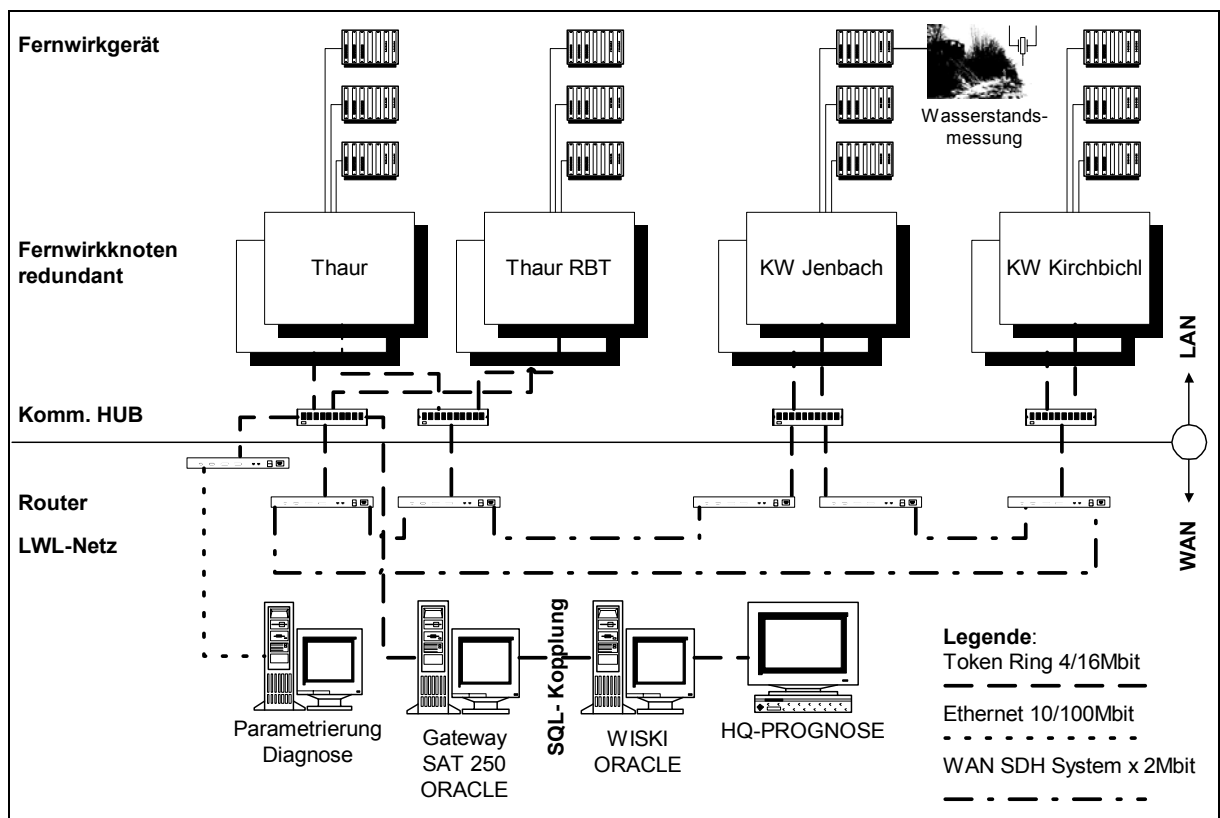 Fernwirkgerät
Wasserstands-
messung
Fernwirkknoten
redundant
Thaur
Thaur RBT
KW Jenbach
KW Kirchbichl
LAN
Komm. HUB
Router
LWL-Netz
WAN
SQL- Kopplung
Parametrierung
Diagnose
Gateway
SAT 250
ORACLE
WISKI
ORACLE
HQ-PROGNOSE
Legende:
Token Ring 4/16Mbit
Ethernet 10/100Mbit
WAN SDH System x 2Mbit